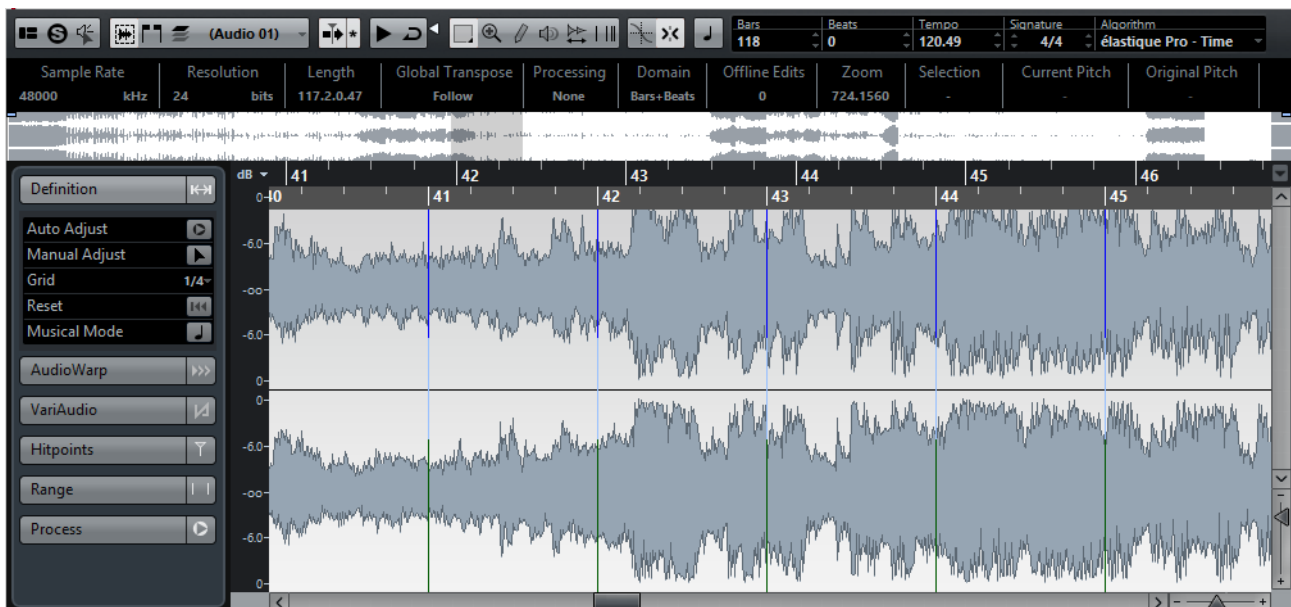 Bars Beats Tempo Signature Algorithm
(Audio 01) 118 0 120.49 4/4 élastique Pro - Time
Sample Rate Resolution Length Global Transpose Processing Domain Offline Edits Zoom Selection Current Pitch Original Pitch
48000 kHz 24 bits 117.2.0.47 Follow None Bars+Beats 0 724.1560 - - -
dB 41 42 43 44 45 46
0 40 41 42 43 44 45
Definition
Auto Adjust
Manual Adjust
Grid 1/4
Reset
Musical Mode
AudioWarp
VariAudio
Hitpoints
Range
Process
-6.0
-oo
-6.0
0
0
-6.0
-oo
-6.0
0